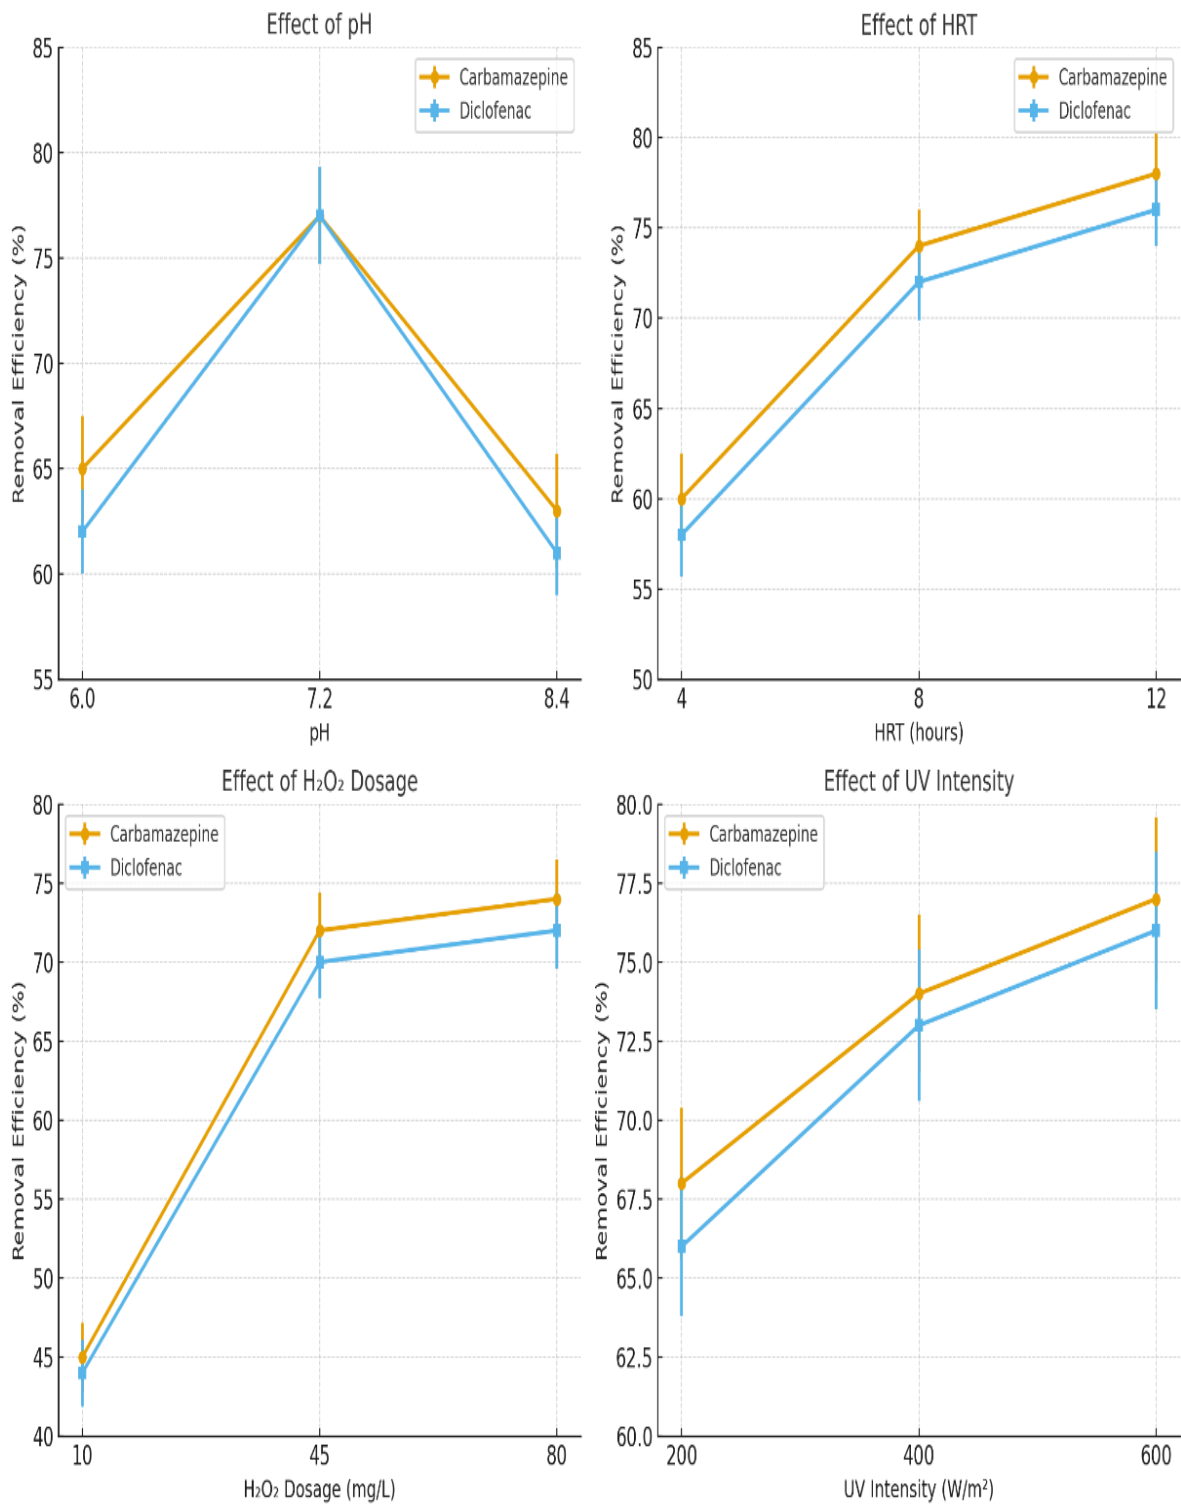 Effect of pH
Carbamazepine
Diclofenac
Removal Efficiency (%)
85
80
75
70
65
60
55
6.0 7.2 8.4
pH
Effect of HRT
Carbamazepine
Diclofenac
Removal Efficiency (%)
85
80
75
70
65
60
55
50
4 8 12
HRT (hours)
Effect of H₂O₂ Dosage
Carbamazepine
Diclofenac
Removal Efficiency (%)
80
75
70
65
60
55
50
45
40
10 45 80
H₂O₂ Dosage (mg/L)
Effect of UV Intensity
Carbamazepine
Diclofenac
Removal Efficiency (%)
80.0
77.5
75.0
72.5
70.0
67.5
65.0
62.5
60.0
200 400 600
UV Intensity (W/m²)